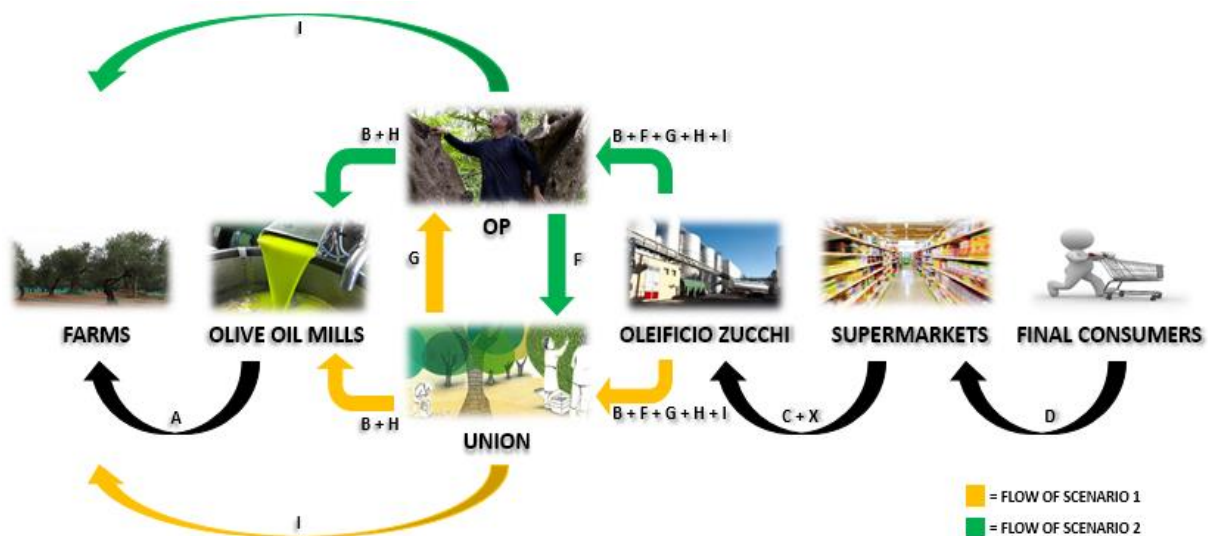 I
B + H
B + F + G + H + I
OP
G
F
FARMS
OLIVE OIL MILLS
OLEIFICIO ZUCCHI
SUPERMARKETS
FINAL CONSUMERS
A
B + H
UNION
B + F + G + H + I
C + X
D
I
= FLOW OF SCENARIO 1
= FLOW OF SCENARIO 2